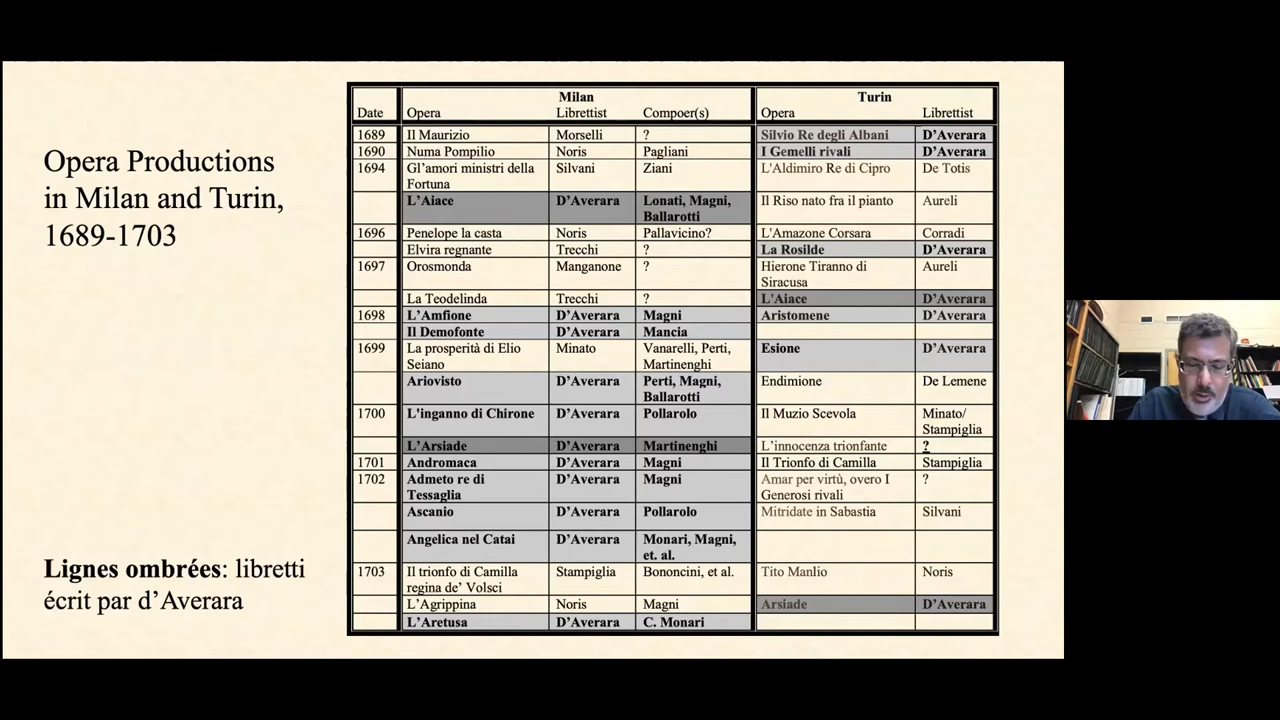 Opera Productions
in Milan and Turin,
1689-1703
Lignes ombrées: libretti
écrit par d'Averara
Milan Turin
Date Opera Librettist Compoer(s) Opera Librettist
1689 Il Maurizio Morselli ? Silvio Re degli Albani D'Averara
1690 Numa Pompilio Noris Pagliani I Gemelli rivali D'Averara
1694 Gl'amori ministri della Silvani Ziani L'Aldimiro Re di Cipro De Totis
Fortuna
L'Aiace D'Averara Lonati, Magni, Il Riso nato fra il pianto Aureli
Ballarotti
1696 Penelope la casta Noris Pallavicino? L'Amazone Corsara Corradi
Elvira regnante Trecchi ? La Rosilde D'Averara
1697 Orosmonda Manganone ? Hierone Tiranno di Aureli
Siracusa
La Teodelinda Trecchi ? L'Aiace D'Averara
1698 L'Amfione D'Averara Magni Aristomene D'Averara
Il Demofonte D'Averara Mancia
1699 La prosperità di Elio Minato Vanarelli, Perti, Esione D'Averara
Seiano Martinenghi
Ariovisto D'Averara Perti, Magni, Endimione De Lemene
Ballarotti
1700 L'inganno di Chirone D'Averara Pollarolo Il Muzio Scevola Minato/
Stampiglia
L'Arsiade D'Averara Martinenghi L'innocenza trionfante ?
1701 Andromaca D'Averara Magni Il Trionfo di Camilla Stampiglia
1702 Admeto re di D'Averara Magni Amar per virtù, overo I ?
Tessaglia Generosi rivali
Ascanio D'Averara Pollarolo Mitridate in Sabastia Silvani
Angelica nel Catai D'Averara Monari, Magni,
et. al.
1703 Il trionfo di Camilla Stampiglia Bononcini, et al. Tito Manlio Noris
regina de' Volsci
L'Agrippina Noris Magni Arsiade D'Averara
L'Aretusa D'Averara C. Monari